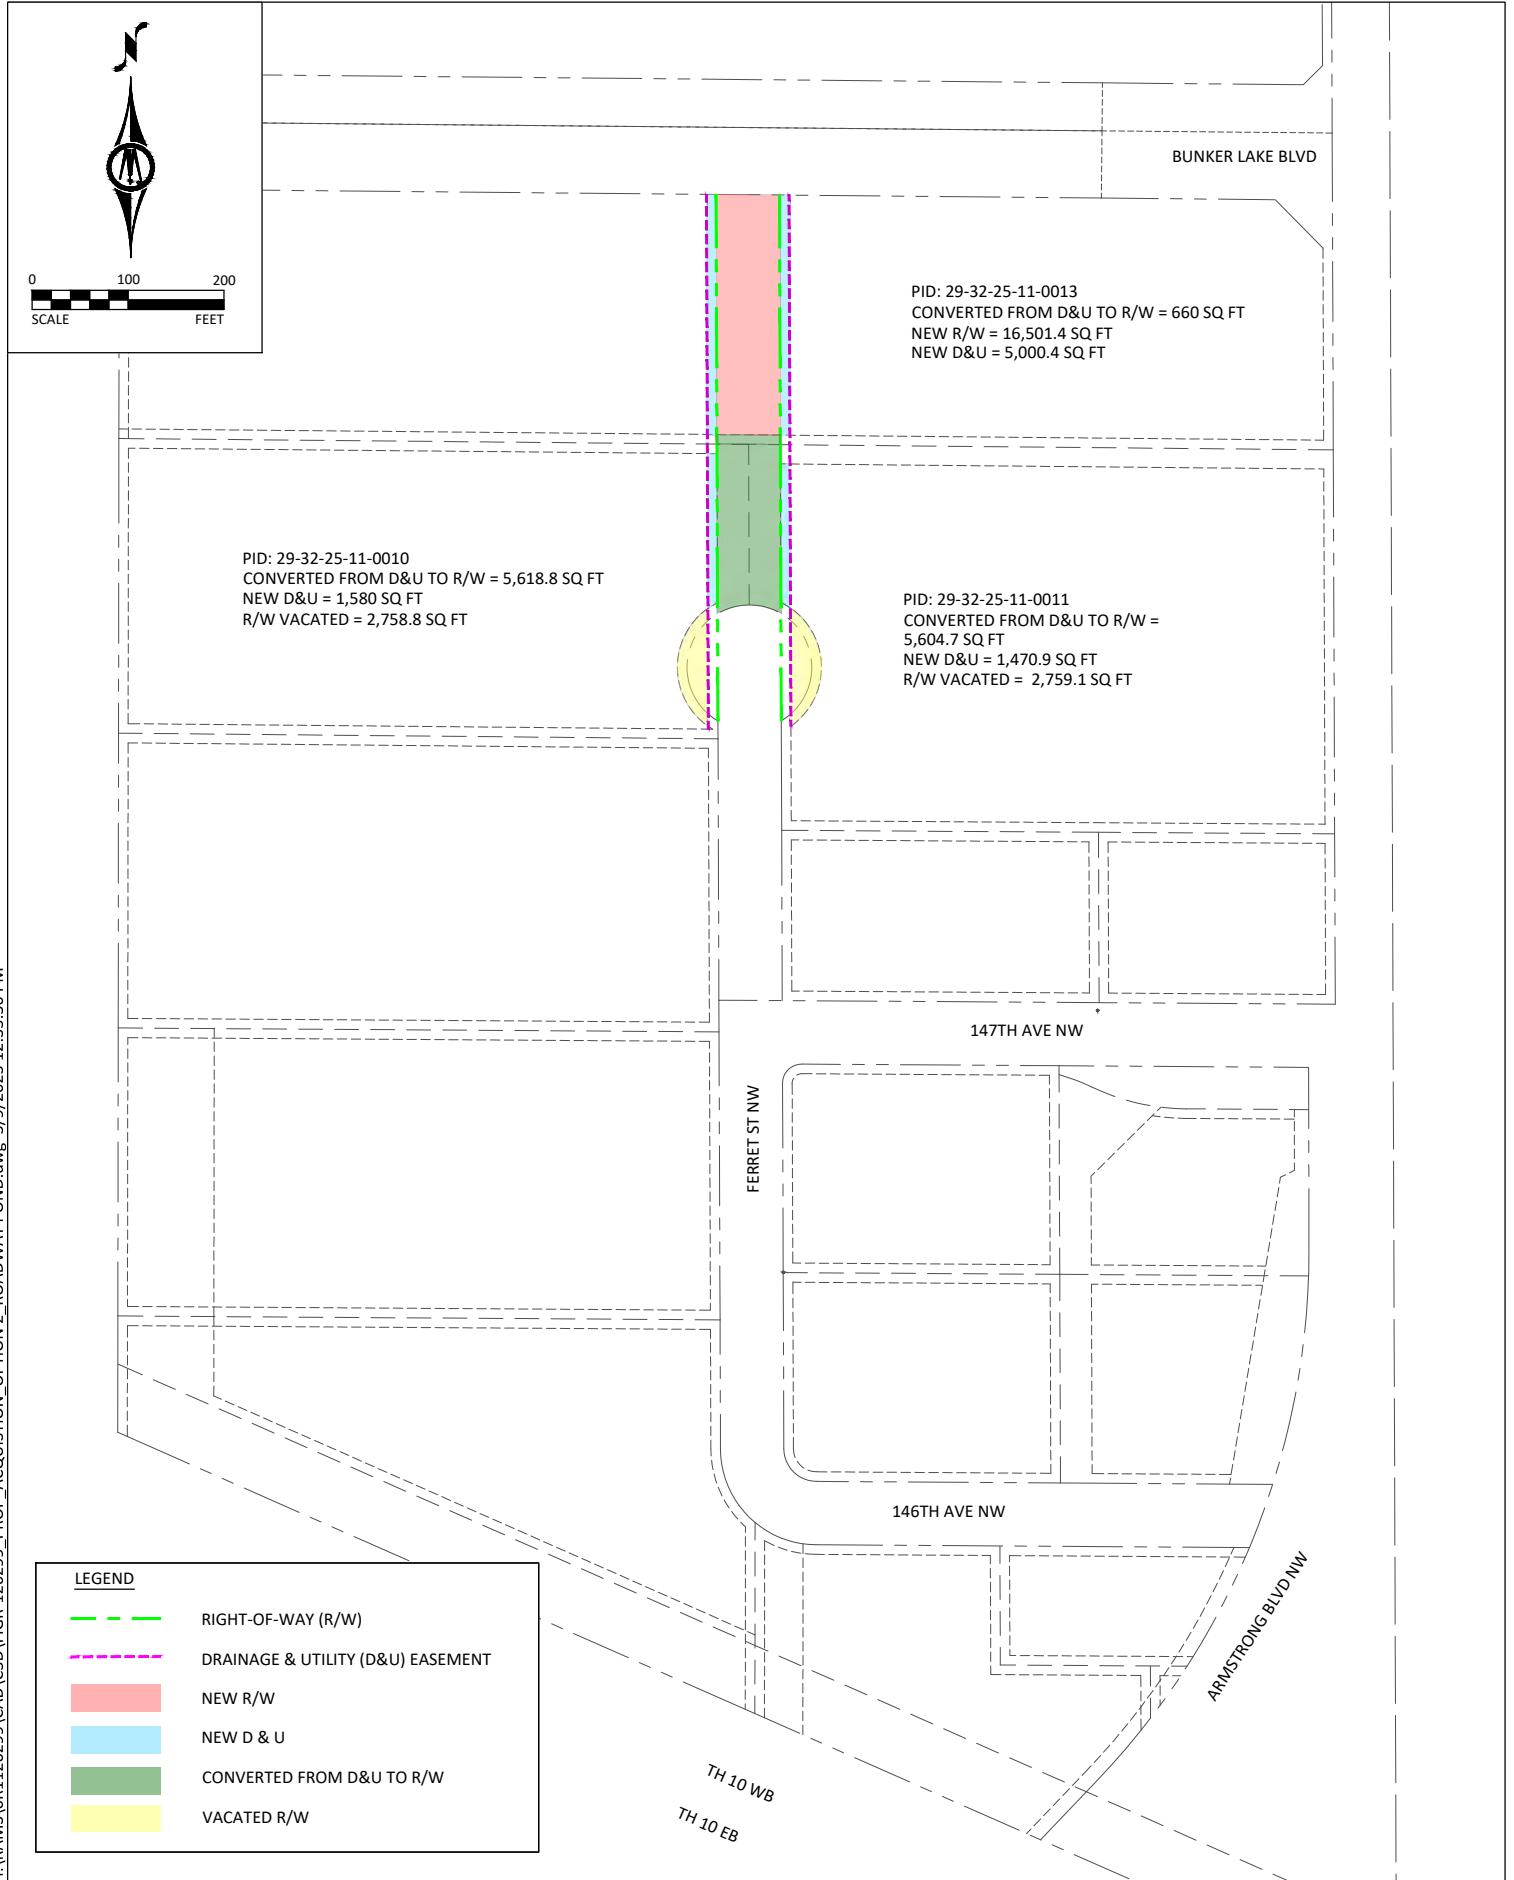 N
0 100 200
SCALE FEET
BUNKER LAKE BLVD
PID: 29-32-25-11-0013
CONVERTED FROM D&U TO R/W = 660 SQ FT
NEW R/W = 16,501.4 SQ FT
NEW D&U = 5,000.4 SQ FT
PID: 29-32-25-11-0010
CONVERTED FROM D&U TO R/W = 5,618.8 SQ FT
NEW D&U = 1,580 SQ FT
R/W VACATED = 2,758.8 SQ FT
PID: 29-32-25-11-0011
CONVERTED FROM D&U TO R/W =
5,604.7 SQ FT
NEW D&U = 1,470.9 SQ FT
R/W VACATED = 2,759.1 SQ FT
147TH AVE NW
FERRET ST NW
146TH AVE NW
ARMSTRONG BLVD NW
TH 10 WB
TH 10 EB
LEGEND
RIGHT-OF-WAY (R/W)
DRAINAGE & UTILITY (D&U) EASEMENT
NEW R/W
NEW D & U
CONVERTED FROM D&U TO R/W
VACATED R/W